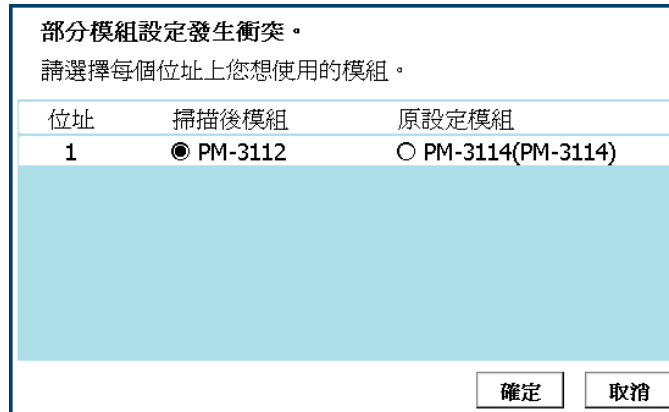 部分模組設定發生衝突。
請選擇每個位址上您想使用的模組。
位址 掃描後模組 原設定模組
1 PM-3112 PM-3114(PM-3114)
確定 取消